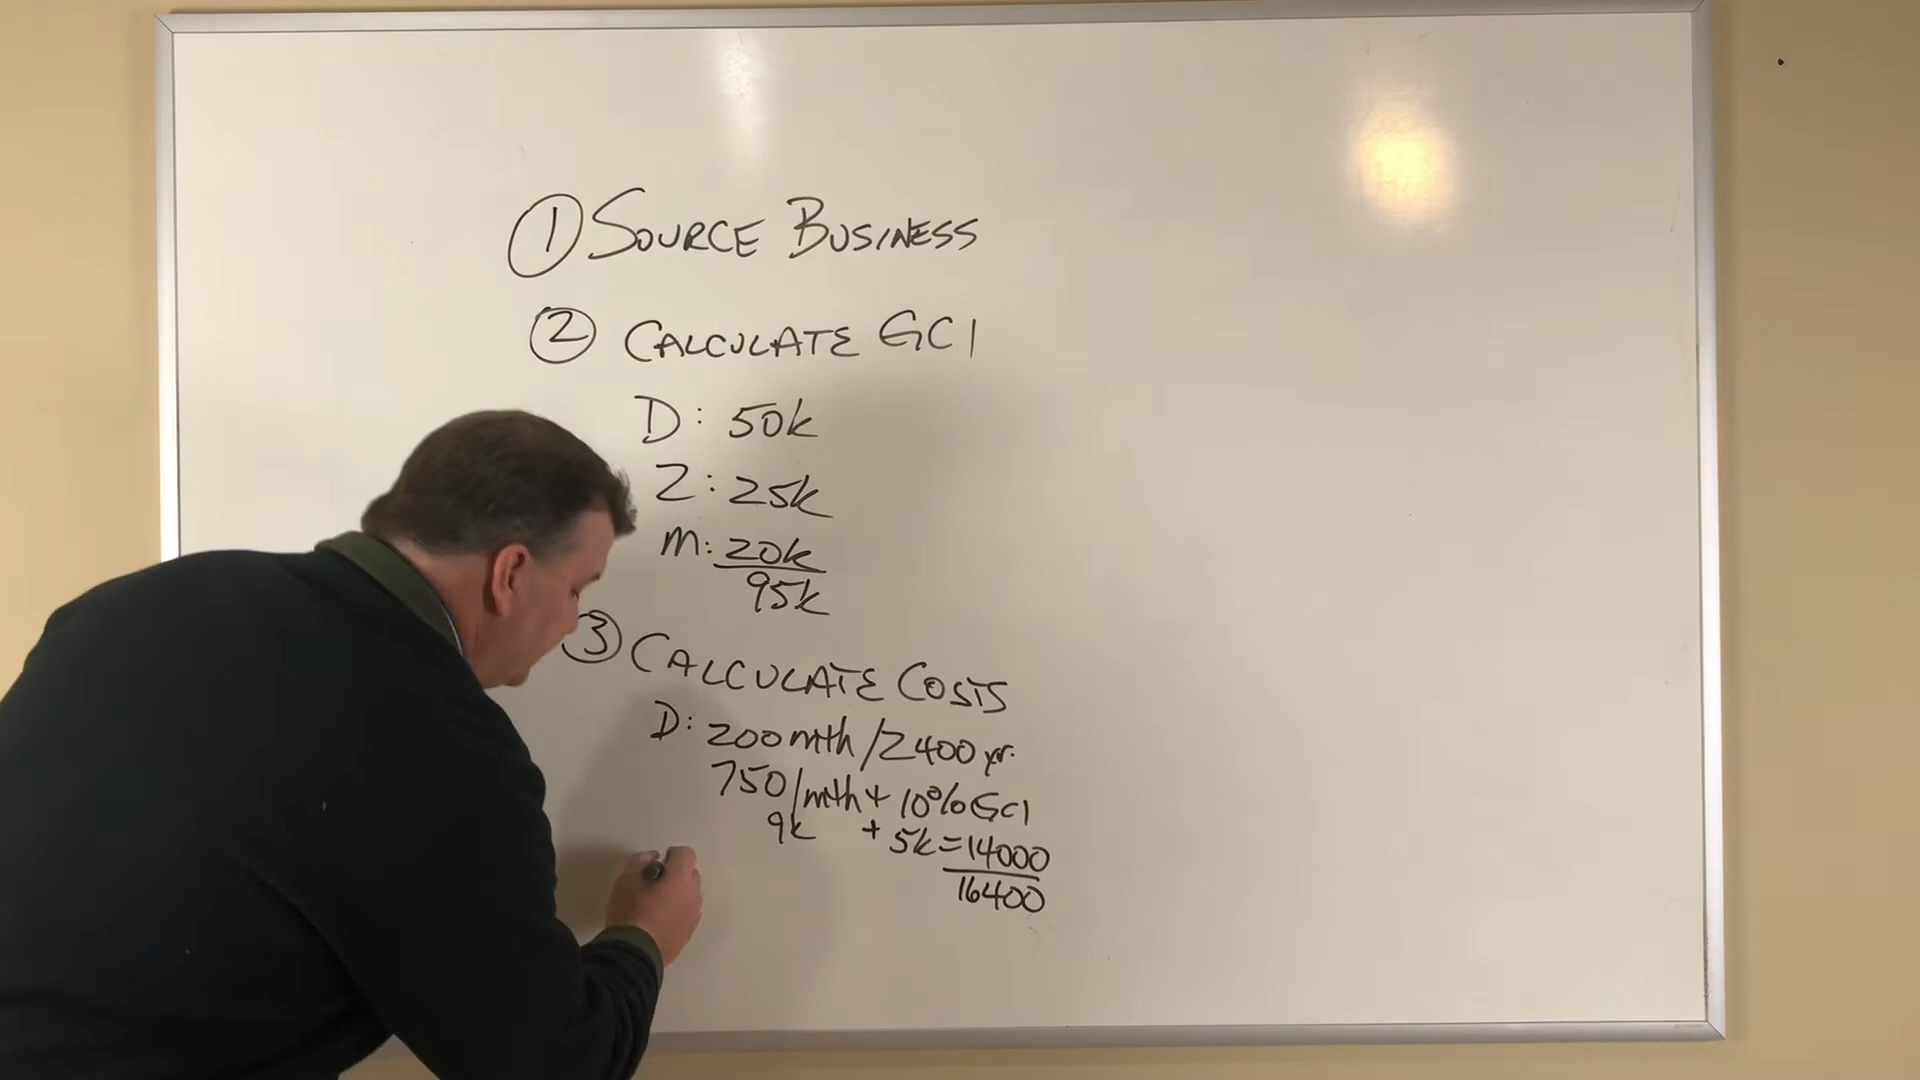 ① SOURCE BUSINESS
② CALCULATE GCI
D: 50k
Z: 25k
M: 20k
95k
③ CALCULATE COSTS
D: 200 mth / 2400 yr.
750/mth + 10% GCI
9k + 5k = 14000
16400